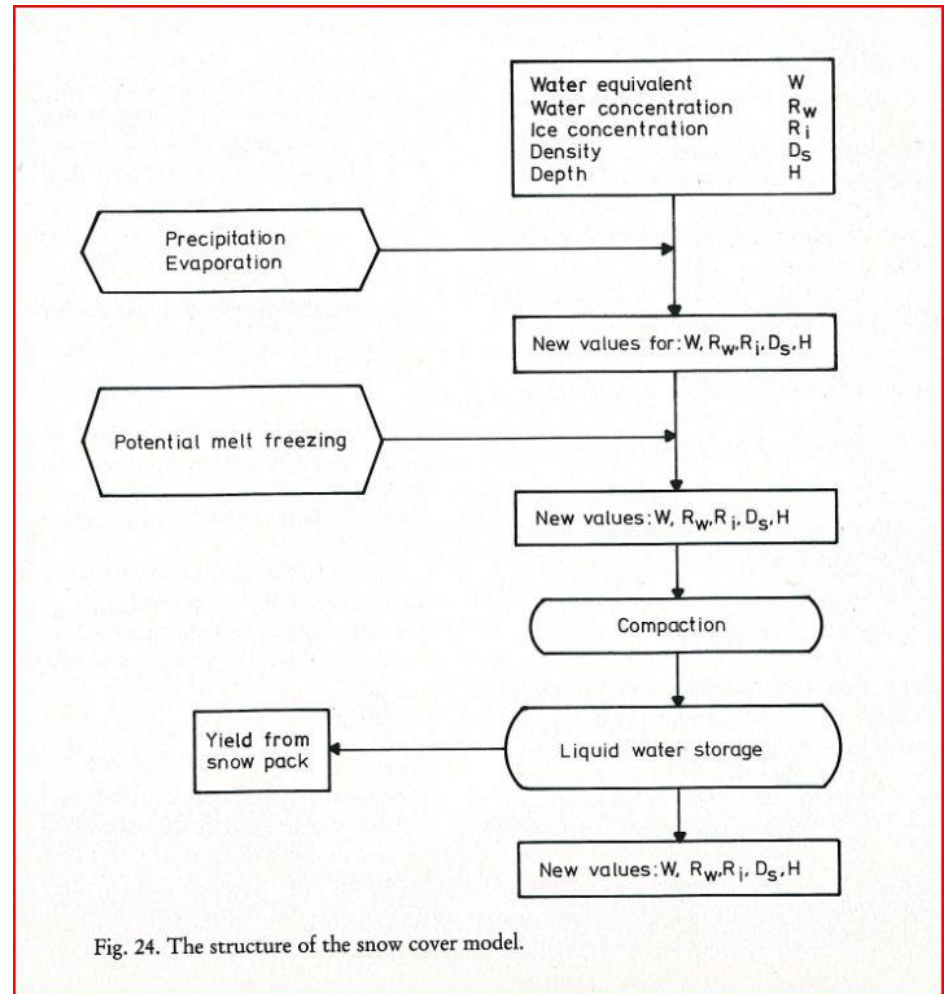 Water equivalent W
Water concentration Rw
Ice concentration Ri
Density Ds
Depth H
Precipitation
Evaporation
New values for: W, Rw, Ri, Ds, H
Potential melt freezing
New values: W, Rw, Ri, Ds, H
Compaction
Yield from
snow pack
Liquid water storage
New values: W, Rw, Ri, Ds, H
Fig. 24. The structure of the snow cover model.